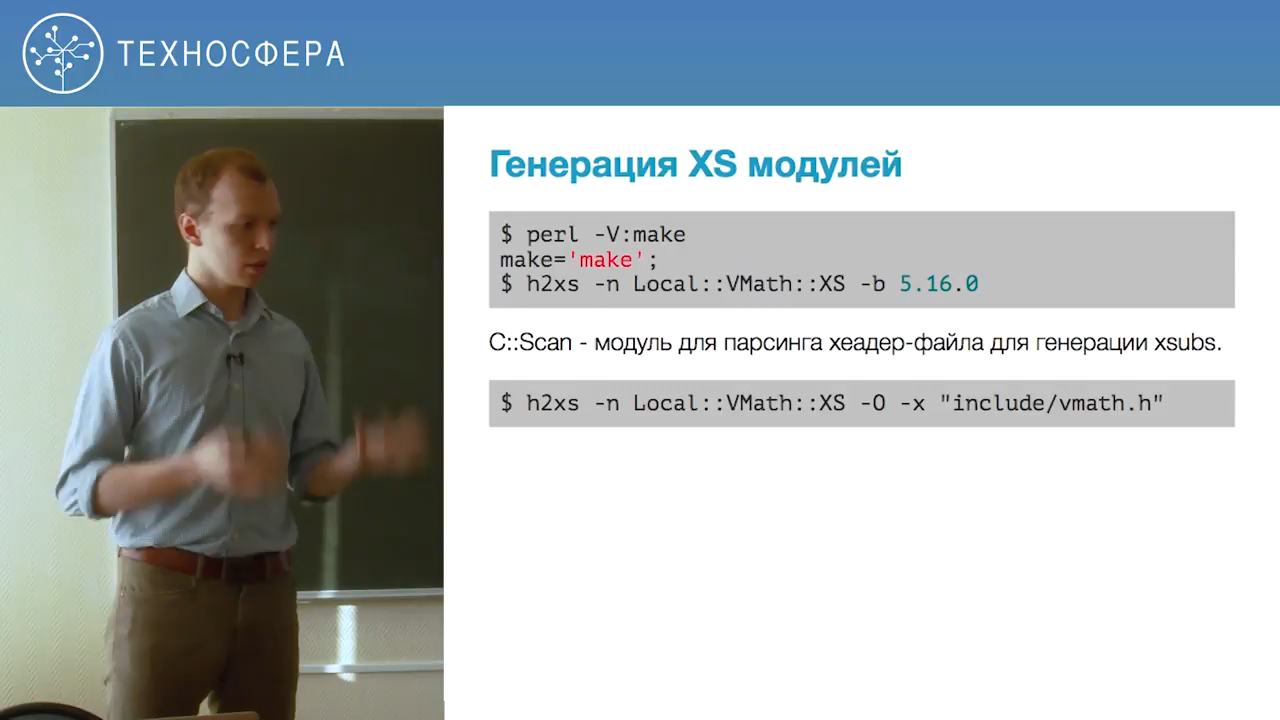 ТЕХНОСФЕРА
Генерация XS модулей
$ perl -V:make
make='make';
$ h2xs -n Local::VMath::XS -b 5.16.0
C::Scan - модуль для парсинга хеадер-файла для генерации xsubs.
$ h2xs -n Local::VMath::XS -O -x "include/vmath.h"